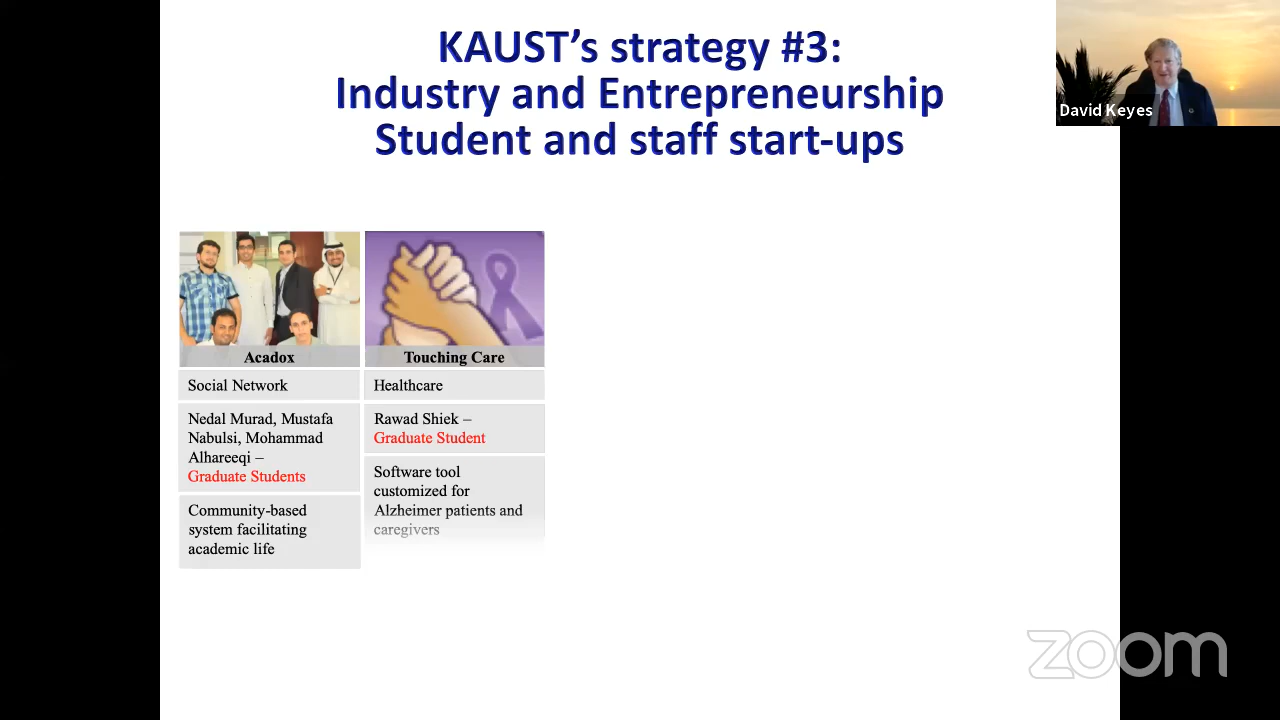 KAUST’s strategy #3:
Industry and Entrepreneurship
Student and staff start-ups
David Keyes
Acadox
Social Network
Nedal Murad, Mustafa
Nabulsi, Mohammad
Alhareeqi –
Graduate Students
Community-based
system facilitating
academic life
Touching Care
Healthcare
Rawad Shiek –
Graduate Student
Software tool
customized for
Alzheimer patients and
caregivers
zoom